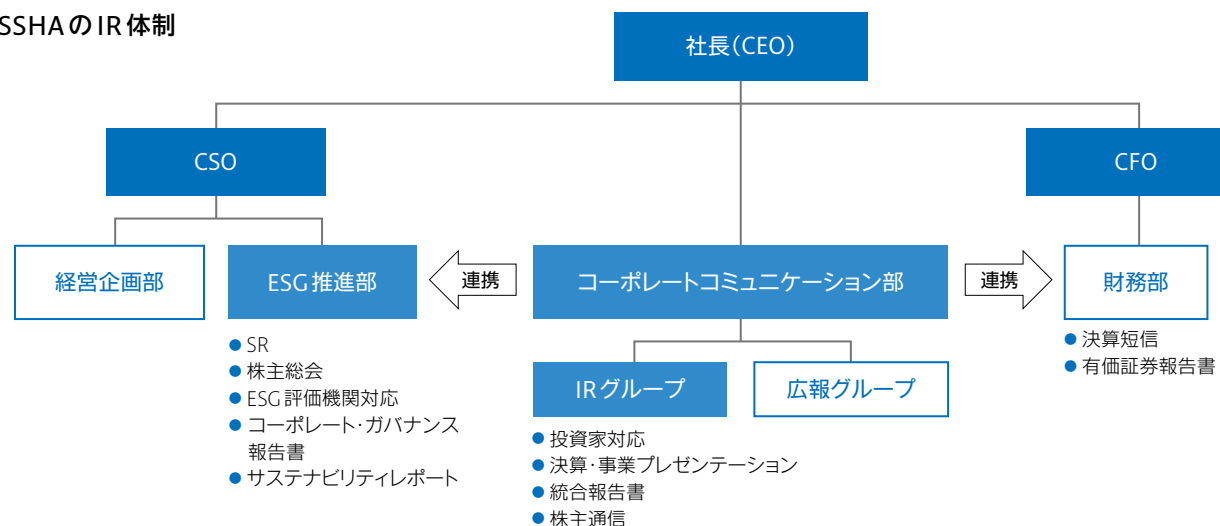 SSHAのIR体制
社長（CEO）
CSO
CFO
経営企画部
ESG推進部
連携
コーポレートコミュニケーション部
連携
財務部
● SR
● 株主総会
● ESG評価機関対応
● コーポレート・ガバナンス
報告書
● サステナビリティレポート
IRグループ
広報グループ
● 投資家対応
● 決算・事業プレゼンテーション
● 統合報告書
● 株主通信
● 決算短信
● 有価証券報告書